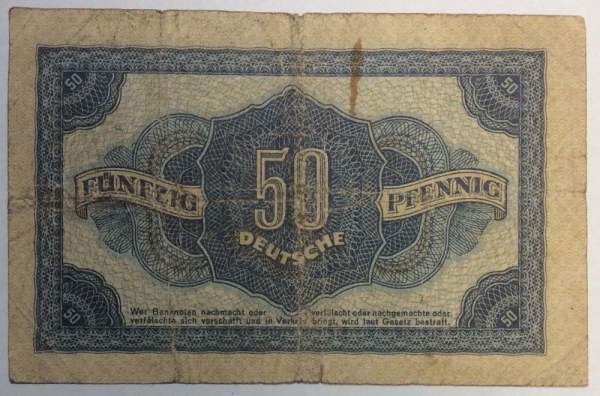 50 50
FÜNFZIG 50 PFENNIG
DEUTSCHE
Wer Banknoten nachmacht oder verfälscht oder nachgemachte oder
verfälschte sich verschafft und in Verkehr bringt, wird laut Gesetz bestraft.
50 50